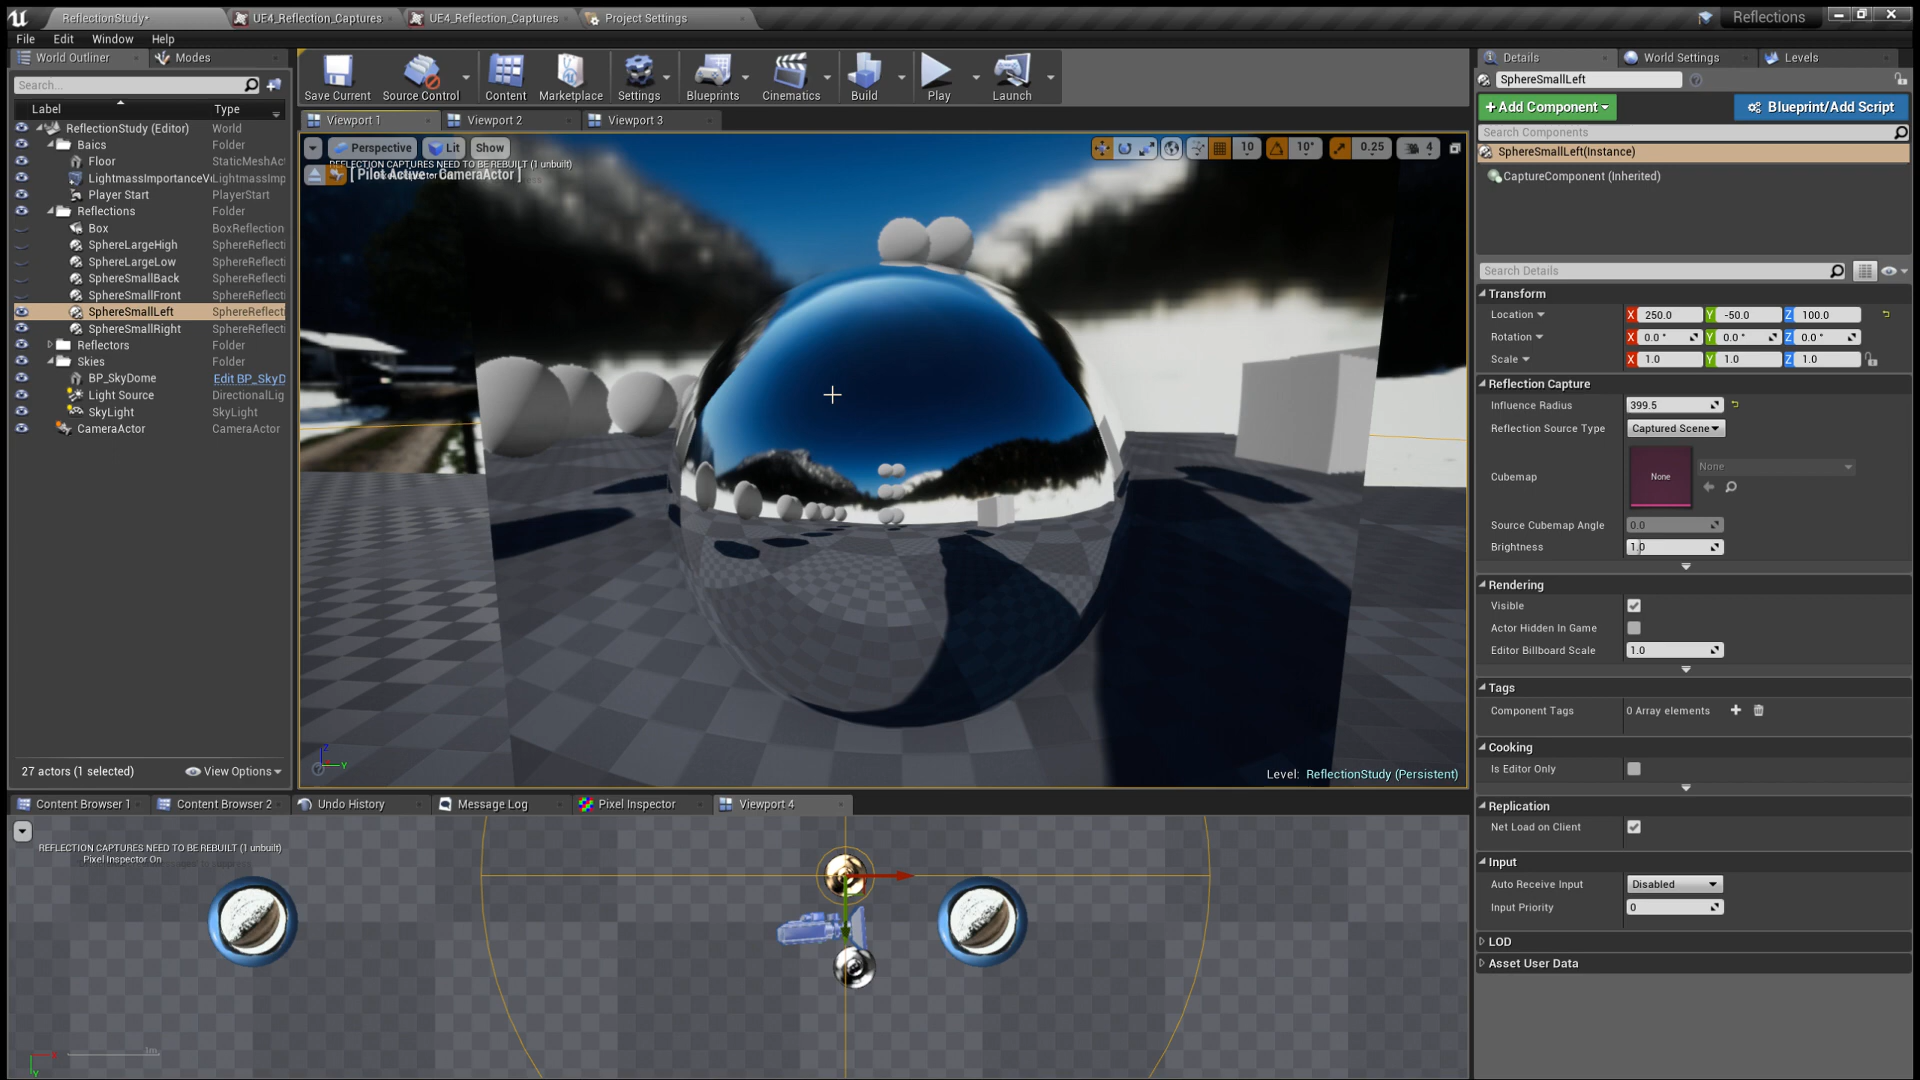 ReflectionStudy*
UE4_Reflection_Captures
UE4_Reflection_Captures
Project Settings
Reflections
File
Edit
Window
Help
World Outliner
Modes
Search...
Label
Type
ReflectionStudy (Editor)
World
Baics
Folder
Floor
StaticMeshAct
LightmassImportanceV
LightmassImp
Player Start
PlayerStart
Reflections
Folder
Box
BoxReflection
SphereLargeHigh
SphereReflecti
SphereLargeLow
SphereReflecti
SphereSmallBack
SphereReflecti
SphereSmallFront
SphereReflecti
SphereSmallLeft
SphereReflecti
SphereSmallRight
SphereReflecti
Reflectors
Folder
Skies
Folder
BP_SkyDome
Edit BP_SkyD
Light Source
DirectionalLig
SkyLight
SkyLight
CameraActor
CameraActor
27 actors (1 selected)
View Options
Save Current
Source Control
Content
Marketplace
Settings
Blueprints
Cinematics
Build
Play
Launch
Viewport 1
Viewport 2
Viewport 3
Perspective
Lit
Show
10
10°
0.25
4
REFLECTION CAPTURES NEED TO BE REBUILT (1 unbuilt)
[ Pilot Active - CameraActor ]
Z
Y
Level: ReflectionStudy (Persistent)
Content Browser 1
Content Browser 2
Undo History
Message Log
Pixel Inspector
Viewport 4
REFLECTION CAPTURES NEED TO BE REBUILT (1 unbuilt)
Pixel Inspector On
1m
Y
Details
World Settings
Levels
SphereSmallLeft
+Add Component
Blueprint/Add Script
Search Components
SphereSmallLeft(Instance)
CaptureComponent (Inherited)
Search Details
Transform
Location
X 250.0
Y -50.0
Z 100.0
Rotation
X 0.0 °
Y 0.0 °
Z 0.0 °
Scale
X 1.0
Y 1.0
Z 1.0
Reflection Capture
Influence Radius
399.5
Reflection Source Type
Captured Scene
Cubemap
None
None
Source Cubemap Angle
0.0
Brightness
1.0
Rendering
Visible
Actor Hidden In Game
Editor Billboard Scale
1.0
Tags
Component Tags
0 Array elements
Cooking
Is Editor Only
Replication
Net Load on Client
Input
Auto Receive Input
Disabled
Input Priority
0
LOD
Asset User Data